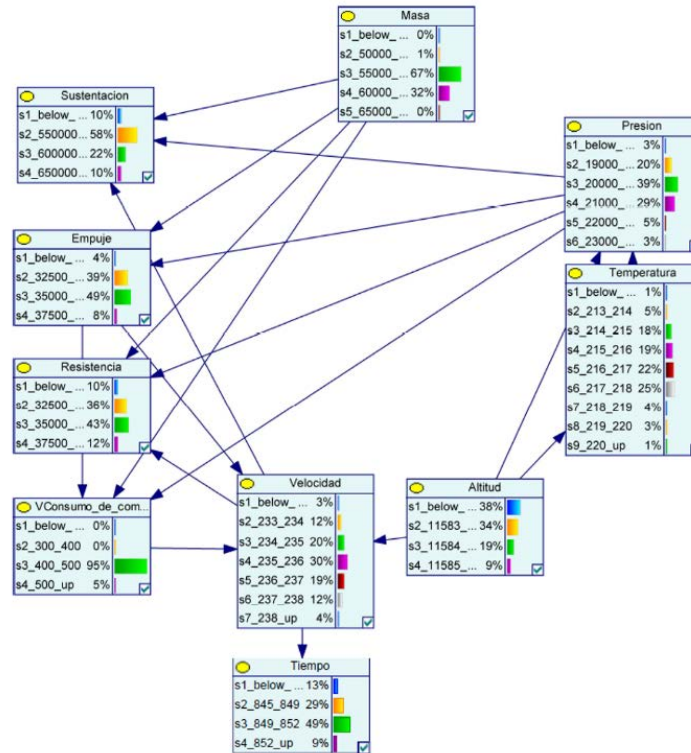 Masa
s1_below_ ... 0%
s2_50000_ ... 1%
s3_55000_ ... 67%
s4_60000_ ... 32%
s5_65000_ ... 0%
Sustentacion
s1_below_ ... 10%
s2_550000... 58%
s3_600000... 22%
s4_650000... 10%
Presion
s1_below_ ... 3%
s2_19000_ ... 20%
s3_20000_ ... 39%
s4_21000_ ... 29%
s5_22000_ ... 5%
s6_23000_ ... 3%
Empuje
s1_below_ ... 4%
s2_32500_ ... 39%
s3_35000_ ... 49%
s4_37500_ ... 8%
Temperatura
s1_below_ ... 1%
s2_213_214 5%
s3_214_215 18%
s4_215_216 19%
s5_216_217 22%
s6_217_218 25%
s7_218_219 4%
s8_219_220 3%
s9_220_up 1%
Resistencia
s1_below_ ... 10%
s2_32500_ ... 36%
s3_35000_ ... 43%
s4_37500_ ... 12%
VConsumo_de_com...
s1_below_ ... 0%
s2_300_400 0%
s3_400_500 95%
s4_500_up 5%
Velocidad
s1_below_ ... 3%
s2_233_234 12%
s3_234_235 20%
s4_235_236 30%
s5_236_237 19%
s6_237_238 12%
s7_238_up 4%
Altitud
s1_below_ ... 38%
s2_11583_ ... 34%
s3_11584_ ... 19%
s4_11585_ ... 9%
Tiempo
s1_below_ ... 13%
s2_845_849 29%
s3_849_852 49%
s4_852_up 9%